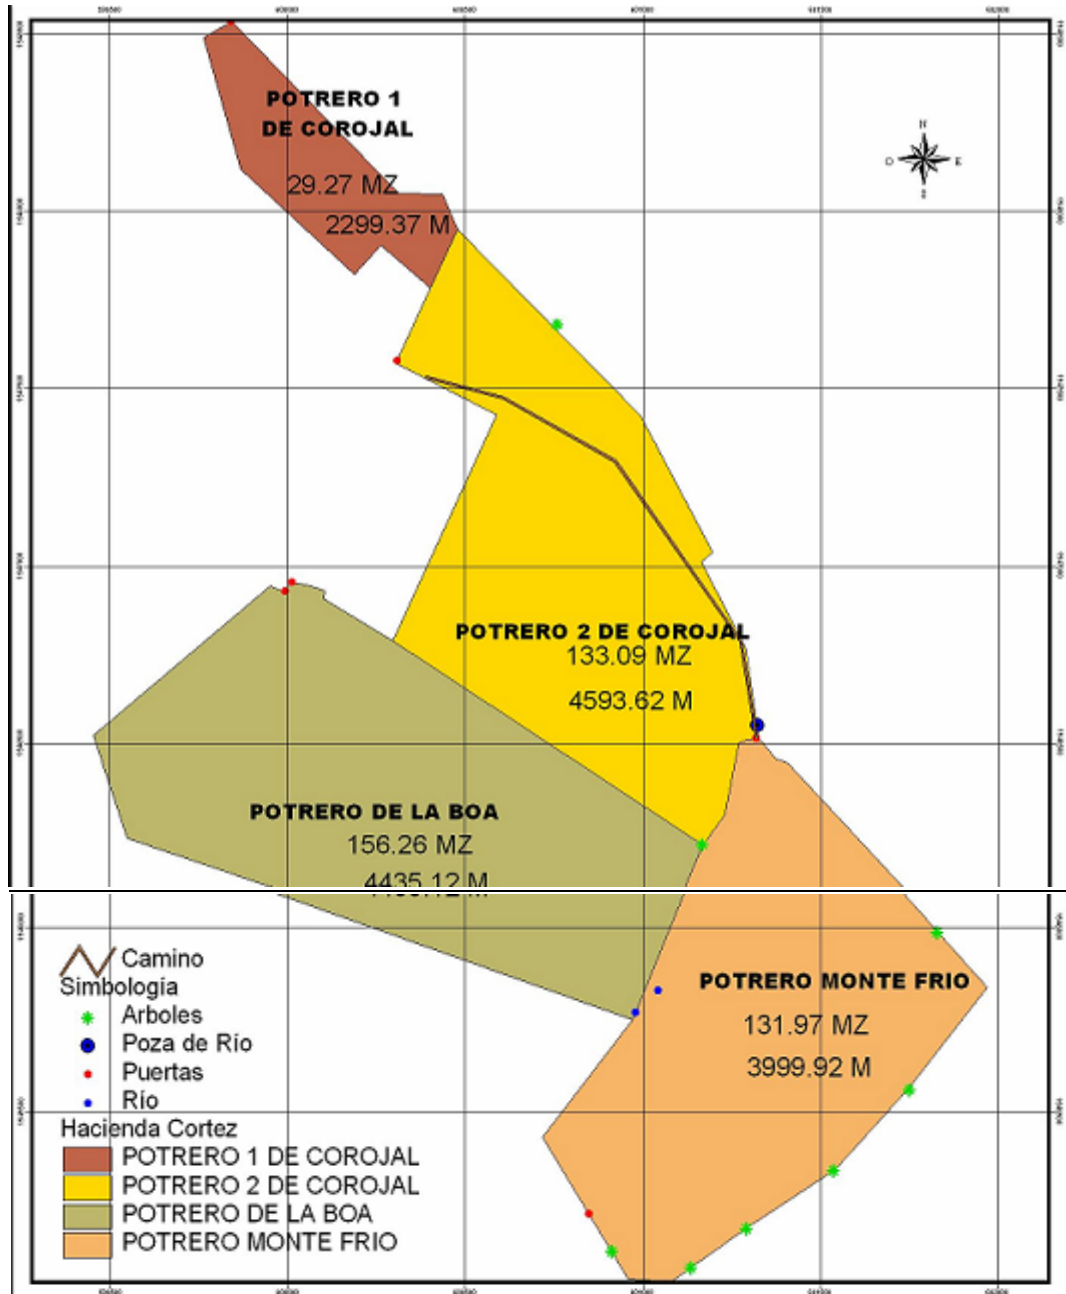 N
O
E
POTRERO 1
DE COROJAL
29.27 MZ
2299.37 M
POTRERO 2 DE COROJAL
133.09 MZ
4593.62 M
POTRERO DE LA BOA
156.26 MZ
4435.12 M
POTRERO MONTE FRIO
131.97 MZ
3999.92 M
Camino
Simbologia
Arboles
Poza de Río
Puertas
Río
Hacienda Cortez
POTRERO 1 DE COROJAL
POTRERO 2 DE COROJAL
POTRERO DE LA BOA
POTRERO MONTE FRIO